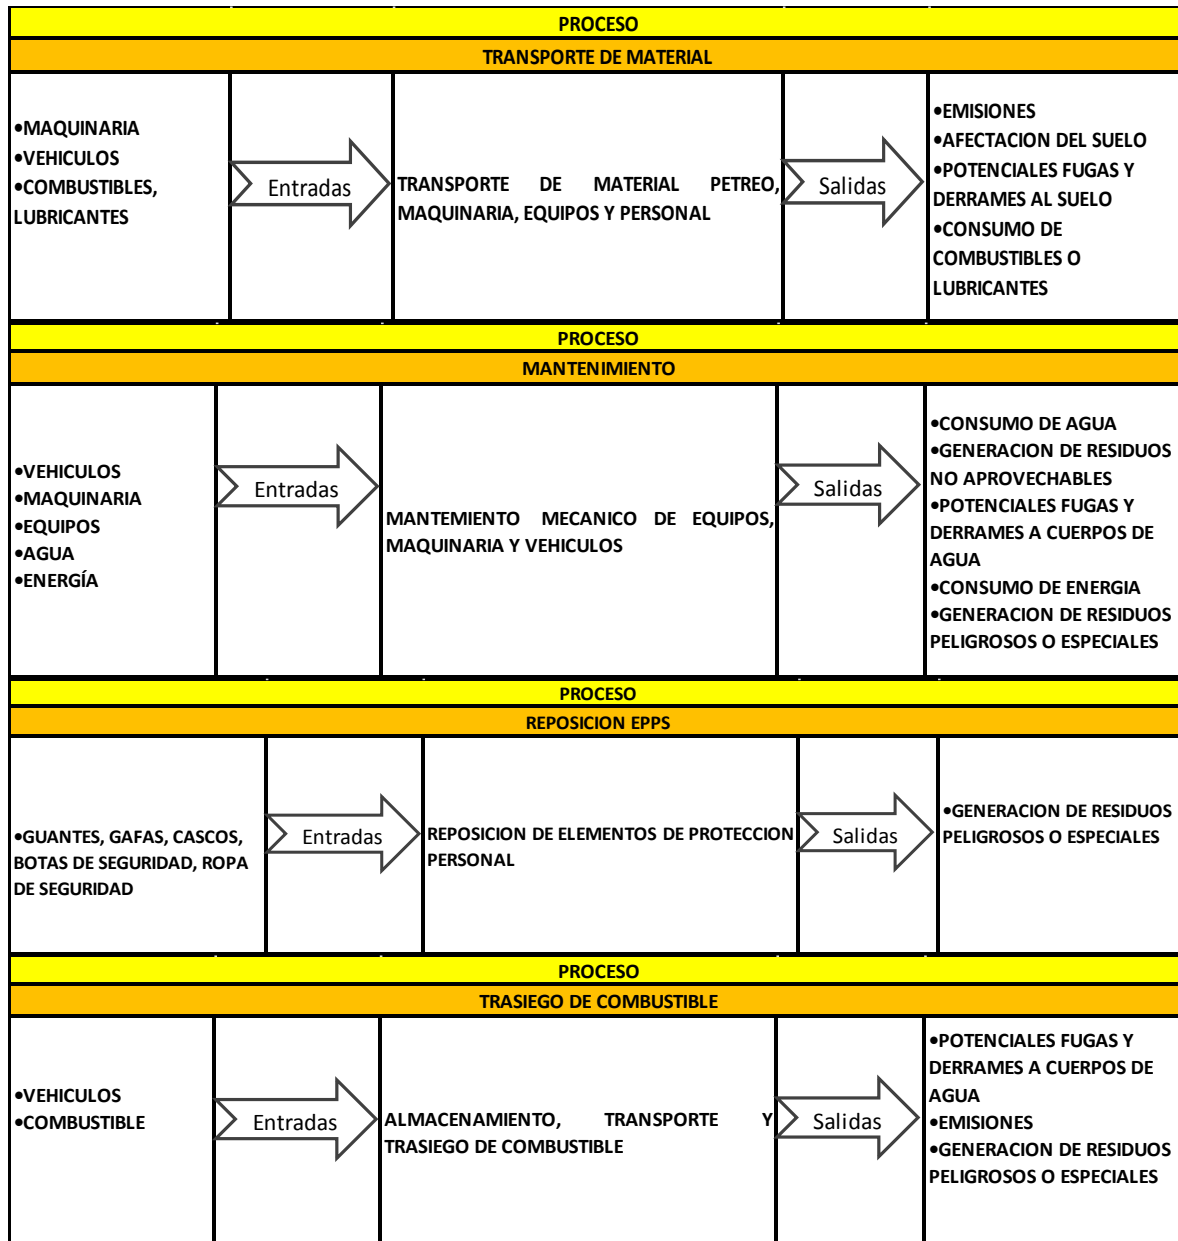 PROCESO
TRANSPORTE DE MATERIAL
•MAQUINARIA
•VEHICULOS
•COMBUSTIBLES,
LUBRICANTES
Entradas
TRANSPORTE DE MATERIAL PETREO,
MAQUINARIA, EQUIPOS Y PERSONAL
Salidas
•EMISIONES
•AFECTACION DEL SUELO
•POTENCIALES FUGAS Y
DERRAMES AL SUELO
•CONSUMO DE
COMBUSTIBLES O
LUBRICANTES
PROCESO
MANTENIMIENTO
•VEHICULOS
•MAQUINARIA
•EQUIPOS
•AGUA
•ENERGÍA
Entradas
MANTEMIENTO MECANICO DE EQUIPOS,
MAQUINARIA Y VEHICULOS
Salidas
•CONSUMO DE AGUA
•GENERACION DE RESIDUOS
NO APROVECHABLES
•POTENCIALES FUGAS Y
DERRAMES A CUERPOS DE
AGUA
•CONSUMO DE ENERGIA
•GENERACION DE RESIDUOS
PELIGROSOS O ESPECIALES
PROCESO
REPOSICION EPPS
•GUANTES, GAFAS, CASCOS,
BOTAS DE SEGURIDAD, ROPA
DE SEGURIDAD
Entradas
REPOSICION DE ELEMENTOS DE PROTECCION
PERSONAL
Salidas
•GENERACION DE RESIDUOS
PELIGROSOS O ESPECIALES
PROCESO
TRASIEGO DE COMBUSTIBLE
•VEHICULOS
•COMBUSTIBLE
Entradas
ALMACENAMIENTO, TRANSPORTE Y
TRASIEGO DE COMBUSTIBLE
Salidas
•POTENCIALES FUGAS Y
DERRAMES A CUERPOS DE
AGUA
•EMISIONES
•GENERACION DE RESIDUOS
PELIGROSOS O ESPECIALES